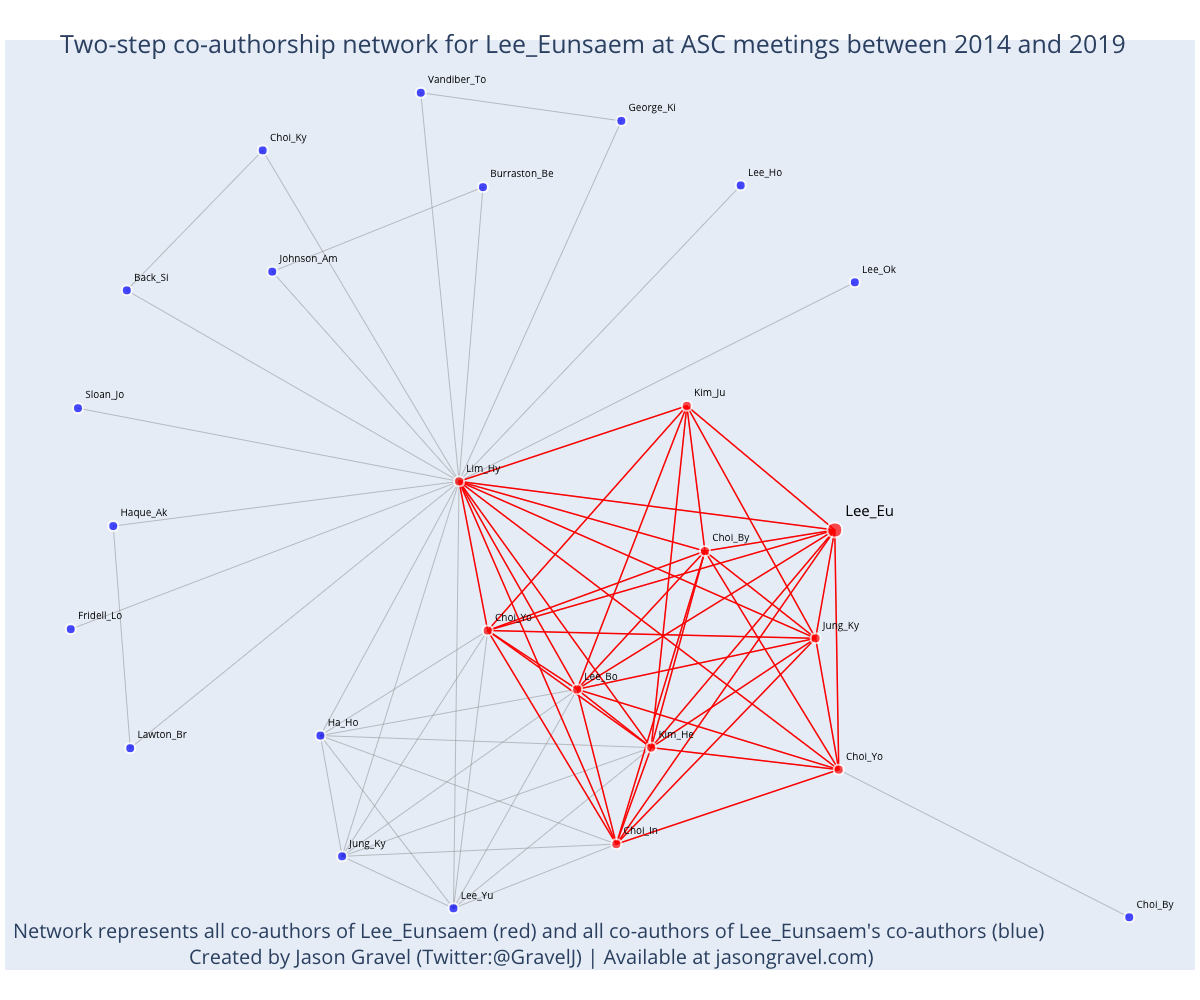 Two-step co-authorship network for Lee_Eunsaem at ASC meetings between 2014 and 2019
Vandiber_To
George_Ki
Choi_Ky
Burraston_Be
Lee_Ho
Johnson_Am
Lee_Ok
Back_Si
Kim_Ju
Sloan_Jo
Lim_Hy
Lee_Eu
Haque_Ak
Choi_By
Fridell_Lo
Choi_Yo
Jung_Ky
Lee_Bo
Ha_Ho
Lawton_Br
Kim_He
Choi_Yo
Choi_In
Jung_Ky
Lee_Yu
Choi_By
Network represents all co-authors of Lee_Eunsaem (red) and all co-authors of Lee_Eunsaem's co-authors (blue)
Created by Jason Gravel (Twitter:@GravelJ) | Available at jasongravel.com)